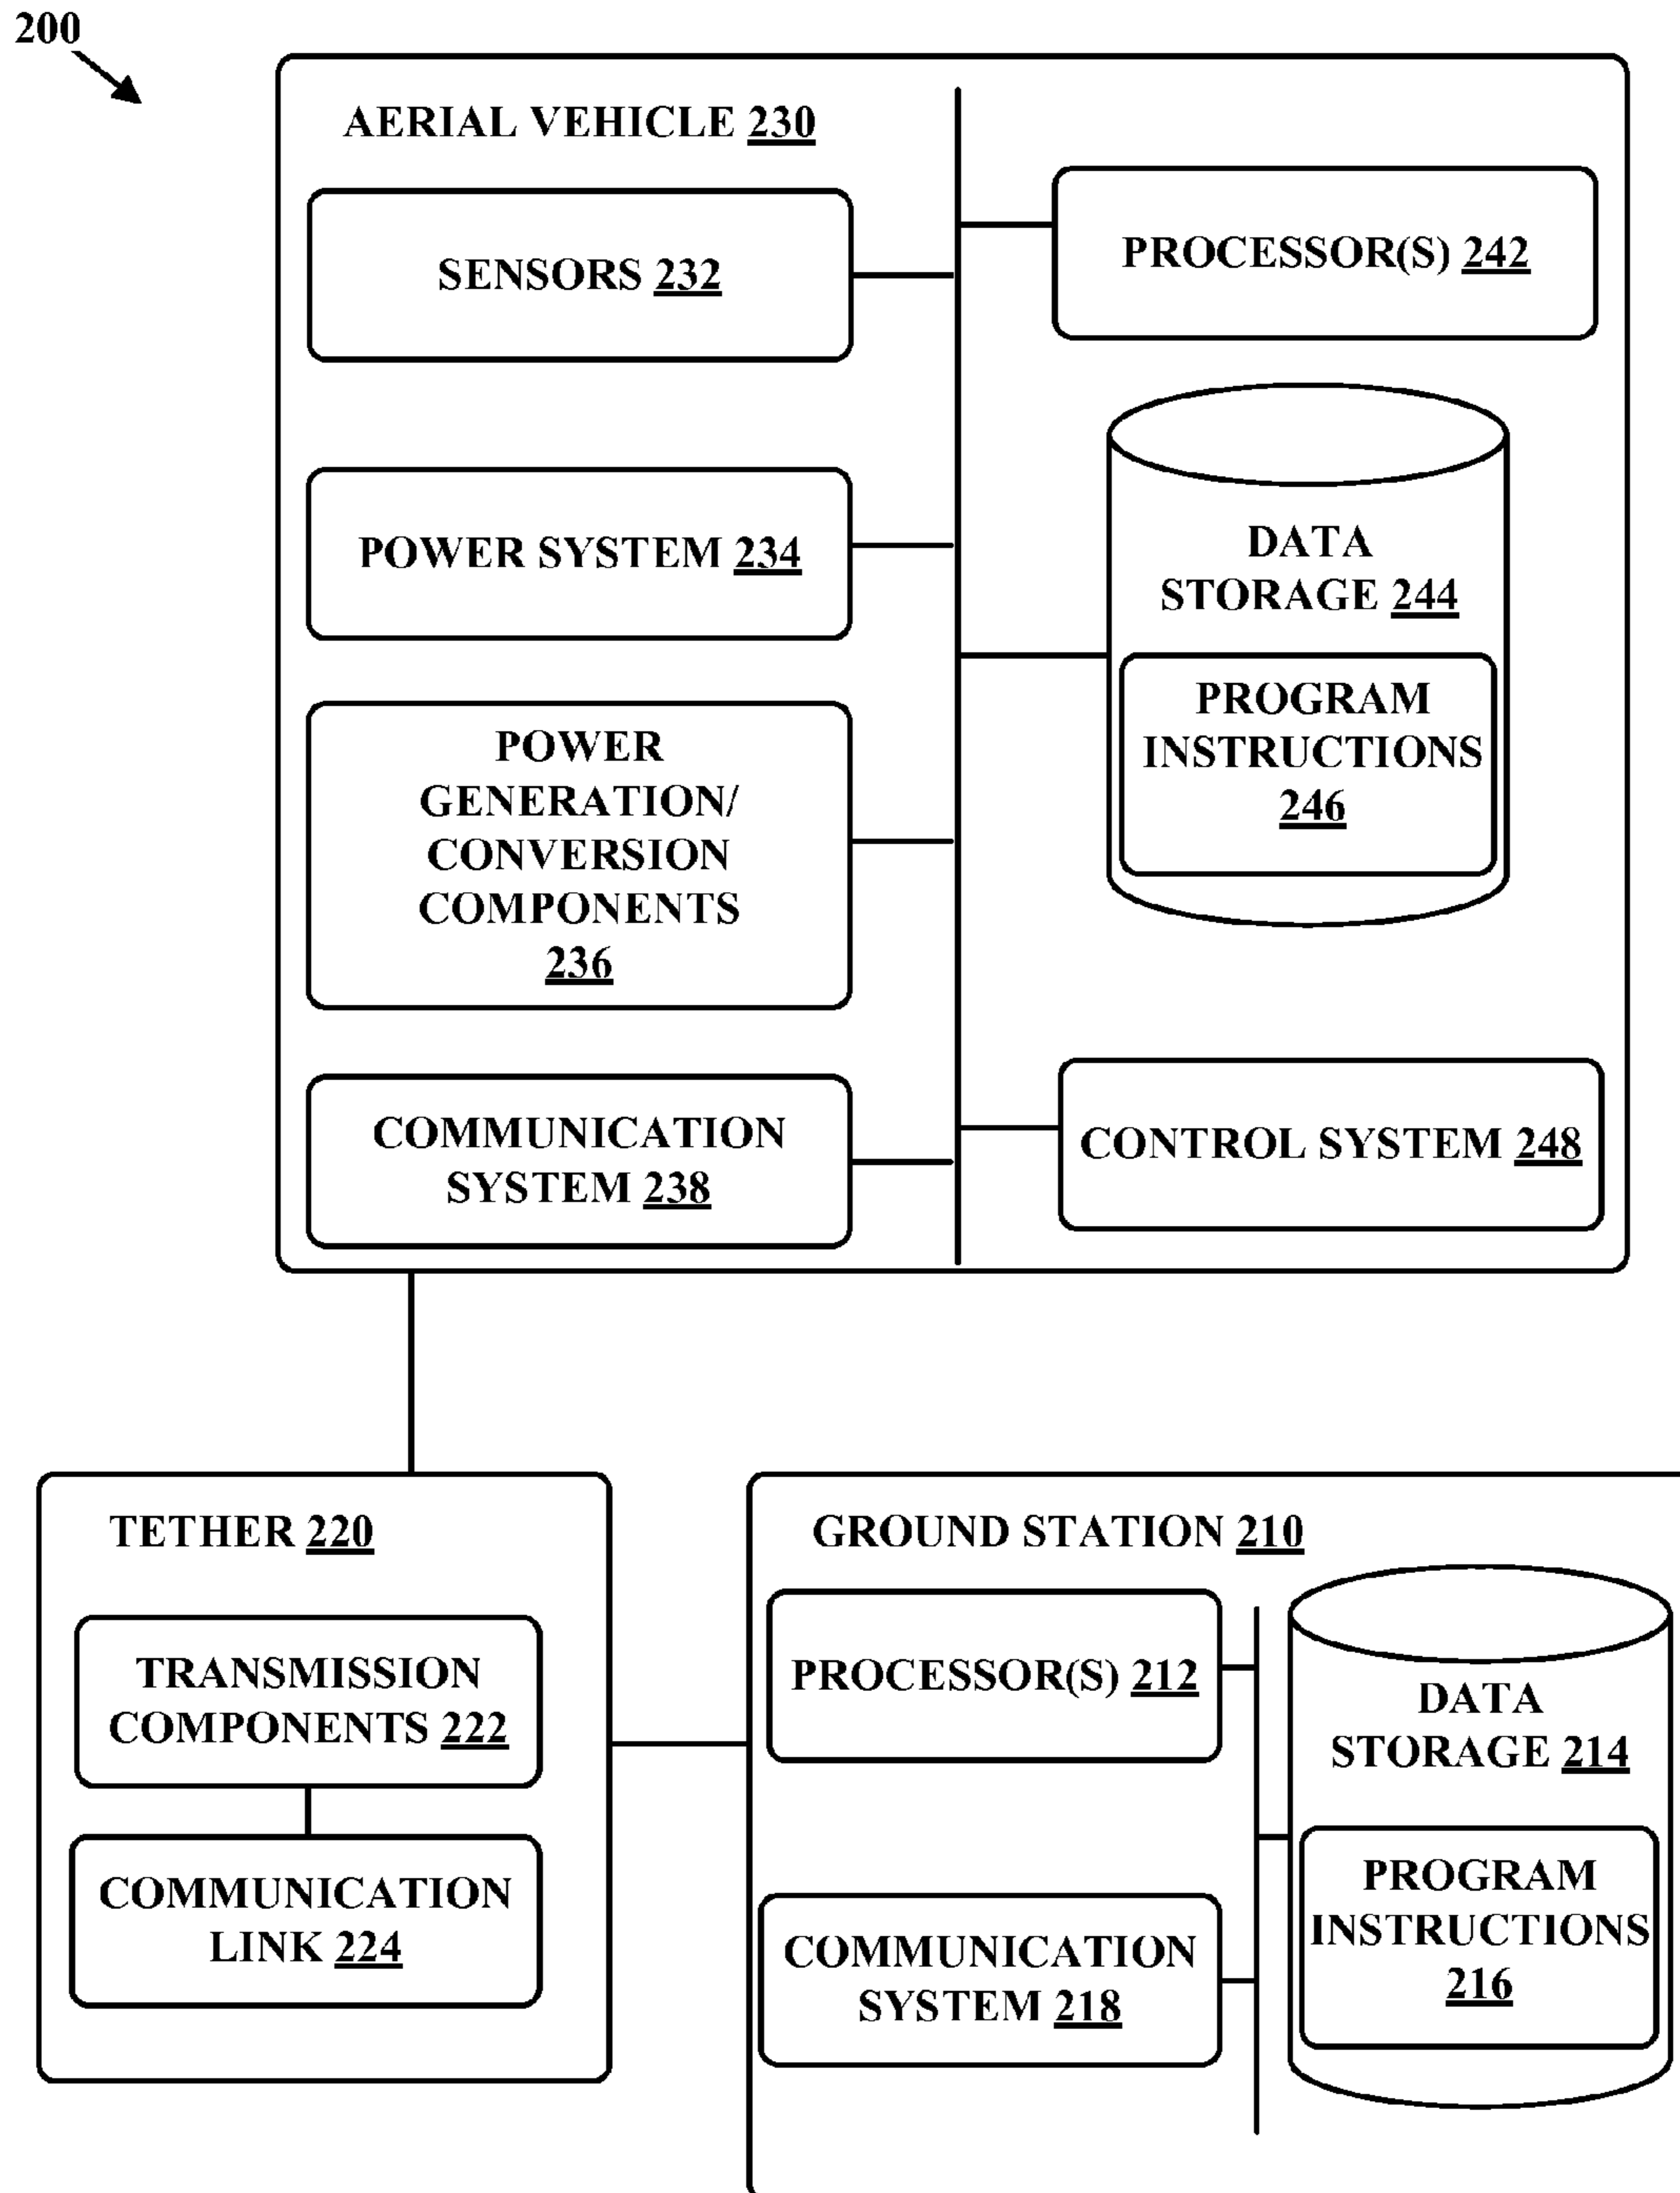 200
AERIAL VEHICLE 230
SENSORS 232
POWER SYSTEM 234
POWER
GENERATION/
CONVERSION
COMPONENTS
236
COMMUNICATION
SYSTEM 238
PROCESSOR(S) 242
DATA
STORAGE 244
PROGRAM
INSTRUCTIONS
246
CONTROL SYSTEM 248
TETHER 220
TRANSMISSION
COMPONENTS 222
COMMUNICATION
LINK 224
GROUND STATION 210
PROCESSOR(S) 212
COMMUNICATION
SYSTEM 218
DATA
STORAGE 214
PROGRAM
INSTRUCTIONS
216